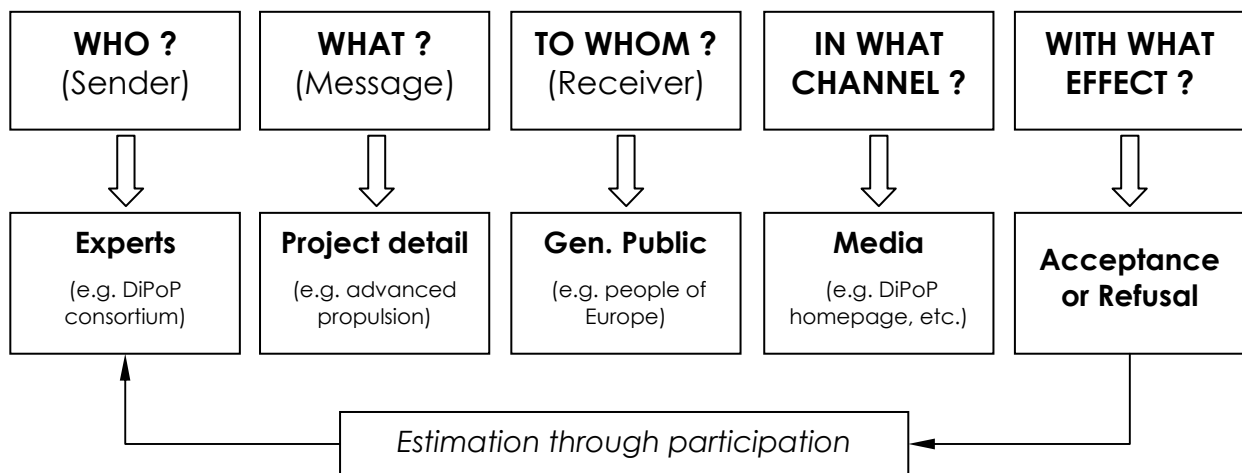 WHO ?
(Sender)
WHAT ?
(Message)
TO WHOM ?
(Receiver)
IN WHAT
CHANNEL ?
WITH WHAT
EFFECT ?
Experts
(e.g. DiPoP
consortium)
Project detail
(e.g. advanced
propulsion)
Gen. Public
(e.g. people of
Europe)
Media
(e.g. DiPoP
homepage, etc.)
Acceptance
or Refusal
Estimation through participation